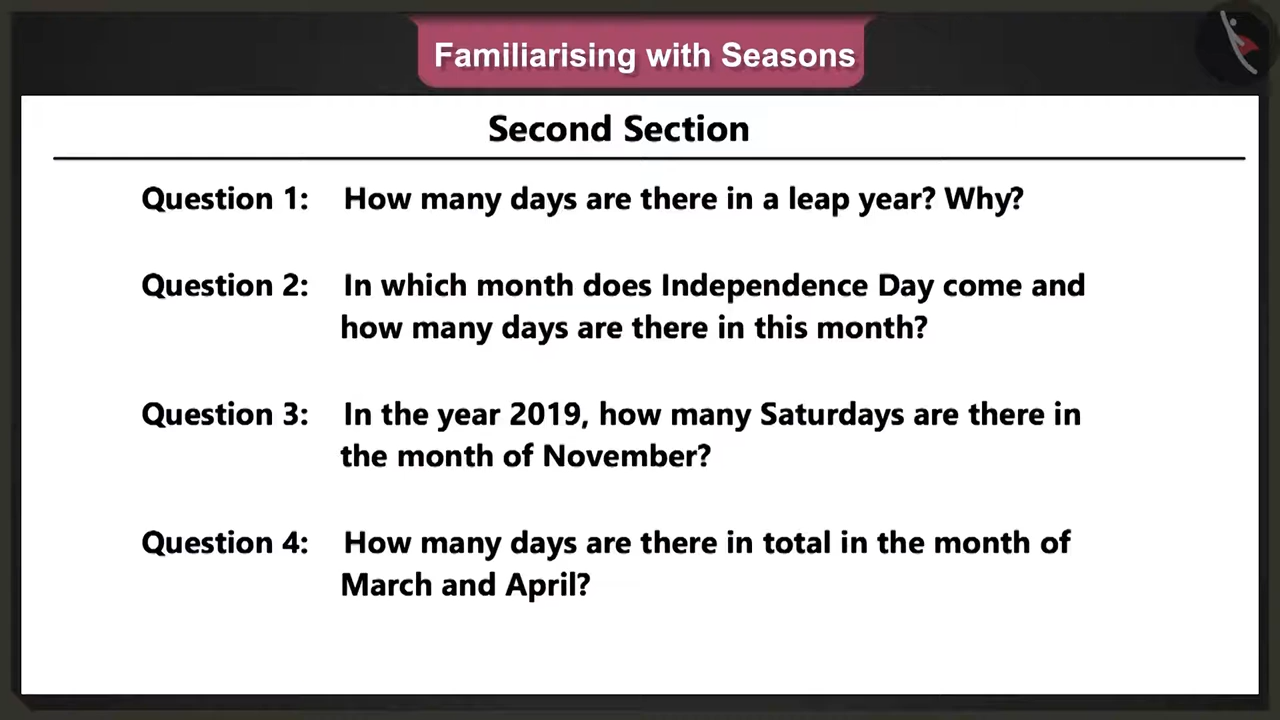 Familiarising with Seasons
Second Section
Question 1: How many days are there in a leap year? Why?
Question 2: In which month does Independence Day come and
how many days are there in this month?
Question 3: In the year 2019, how many Saturdays are there in
the month of November?
Question 4: How many days are there in total in the month of
March and April?